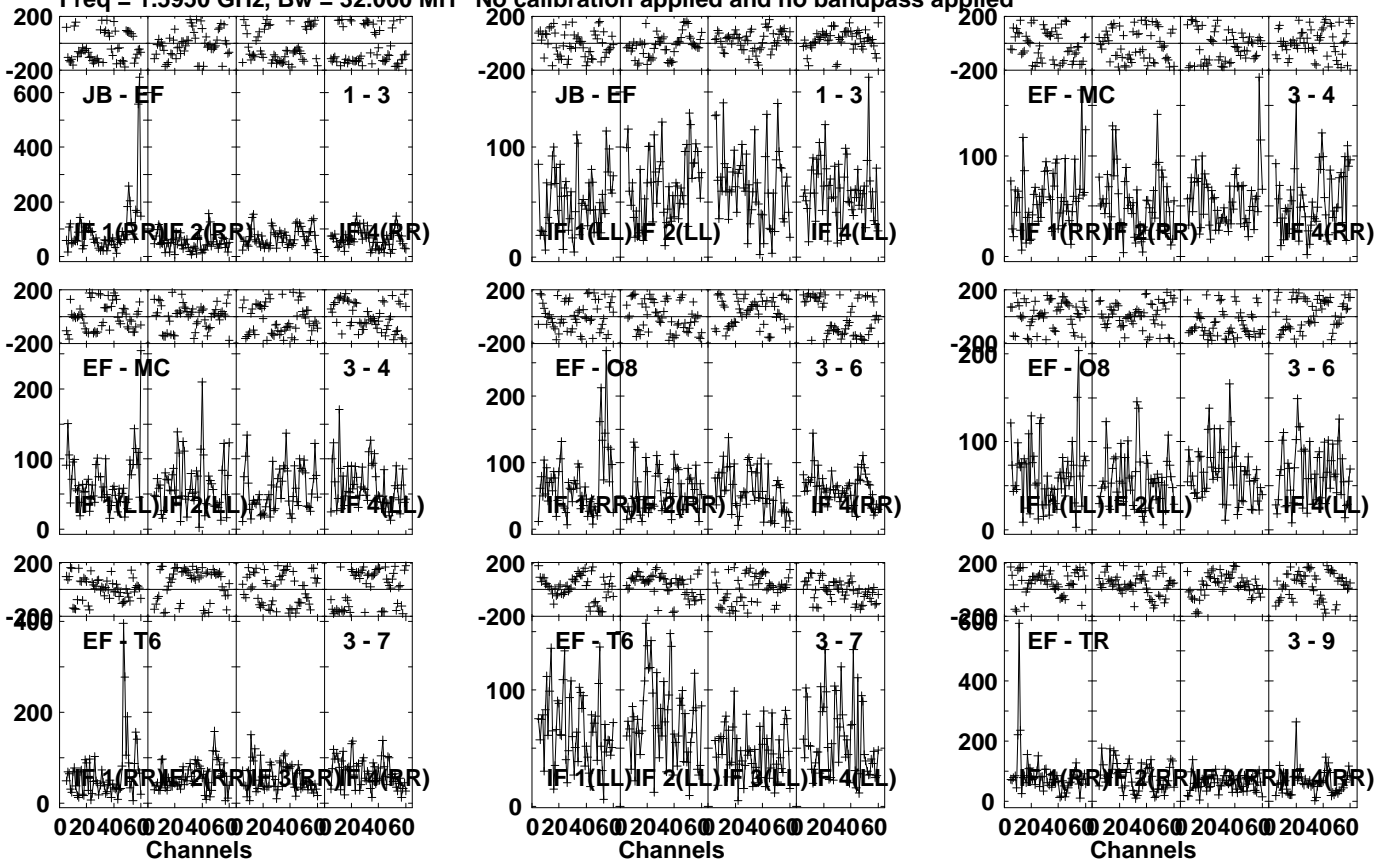 Freq = 1.5950 GHz, Bw = 32.000 MH No calibration applied and no bandpass applied
200
-200
600
400
200
0
JB - EF 1 - 3
IF 1(RR) IF 2(RR) IF 4(RR)
100
0
JB - EF 1 - 3
IF 1(LL) IF 2(LL) IF 4(LL)
200
-200
100
0
EF - MC 3 - 4
IF 1(RR) IF 2(RR) IF 4(RR)
200
-200
200
100
0
EF - MC 3 - 4
IF 1(LL) IF 2(LL) IF 4(LL)
200
100
0
EF - O8 3 - 6
IF 1(RR) IF 2(RR) IF 4(RR)
200
-200
200
100
0
EF - O8 3 - 6
IF 1(LL) IF 2(LL) IF 4(LL)
200
-200
400
200
0
EF - T6 3 - 7
IF 1(RR) IF 2(RR) IF 3(RR) IF 4(RR)
0 20 40 60 0 20 40 60 0 20 40 60 0 20 40 60
Channels
200
-200
100
0
EF - T6 3 - 7
IF 1(LL) IF 2(LL) IF 3(LL) IF 4(LL)
0 20 40 60 0 20 40 60 0 20 40 60 0 20 40 60
Channels
200
-200
600
400
200
0
EF - TR 3 - 9
IF 1(RR) IF 2(RR) IF 3(RR) IF 4(RR)
0 20 40 60 0 20 40 60 0 20 40 60 0 20 40 60
Channels